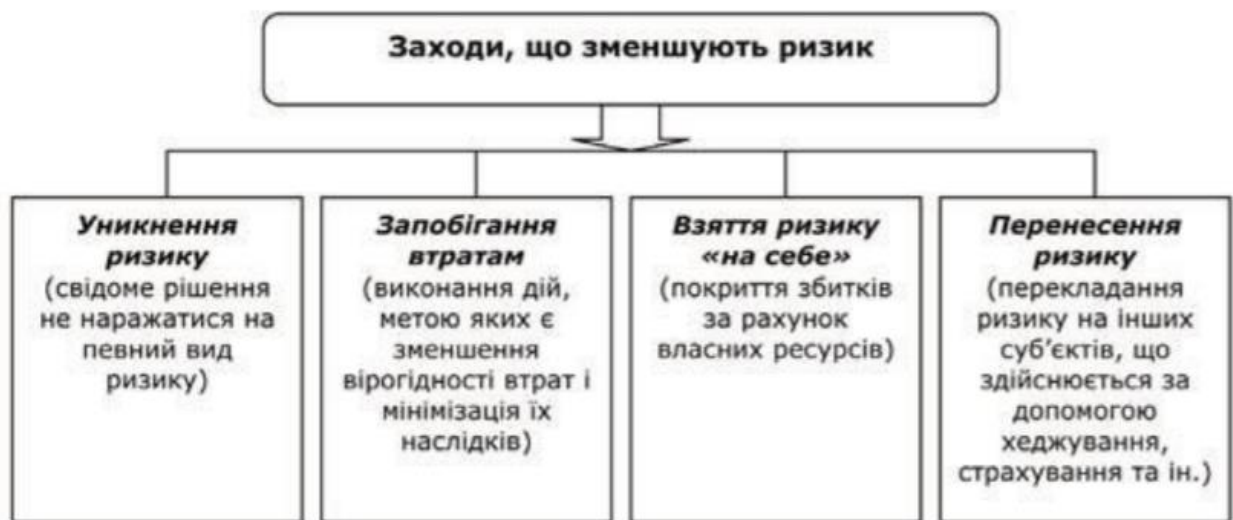 Заходи, що зменшують ризик
Уникнення
ризику
(свідоме рішення
не наражатися на
певний вид
ризику)
Запобігання
втратам
(виконання дій,
метою яких є
зменшення
вірогідності втрат і
мінімізація їх
наслідків)
Взяття ризику
«на себе»
(покриття збитків
за рахунок
власних ресурсів)
Перенесення
ризику
(перекладання
ризику на інших
суб’єктів, що
здійснюється за
допомогою
хеджування,
страхування та ін.)